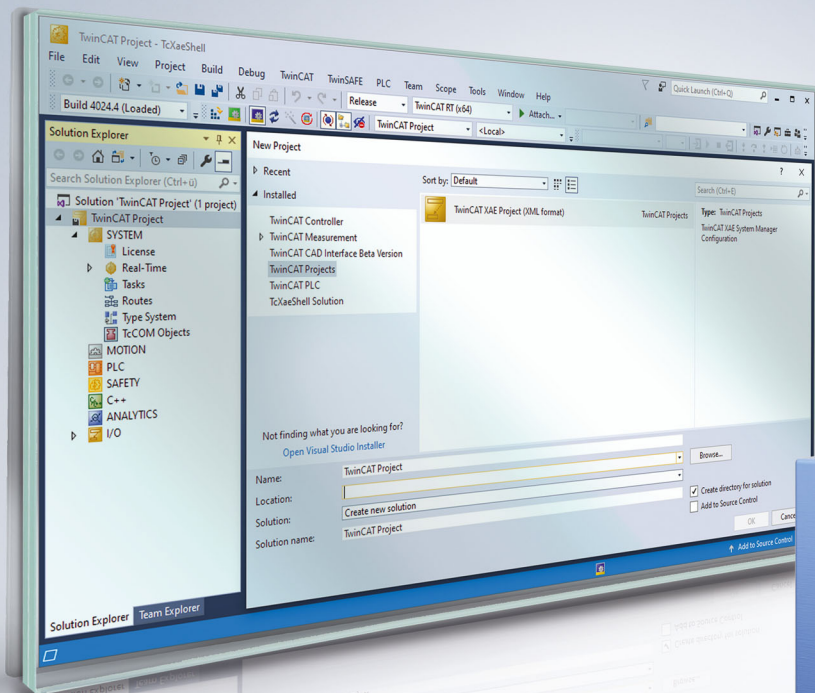 TwinCAT Project - TcXaeShell
File Edit View Project Build Debug TwinCAT TwinSAFE PLC Team Scope Tools Window Help
Quick Launch (Ctrl+Q)
Release TwinCAT RT (x64) Attach...
Build 4024.4 (Loaded) TwinCAT Project <Local>
Solution Explorer
Search Solution Explorer (Ctrl+ü)
Solution 'TwinCAT Project' (1 project)
TwinCAT Project
SYSTEM
License
Real-Time
Tasks
Routes
Type System
TcCOM Objects
MOTION
PLC
SAFETY
C++
ANALYTICS
I/O
Solution Explorer Team Explorer
New Project
? X
Recent
Installed
TwinCAT Controller
TwinCAT Measurement
TwinCAT CAD Interface Beta Version
TwinCAT Projects
TwinCAT PLC
TcXaeShell Solution
Not finding what you are looking for?
Open Visual Studio Installer
Sort by: Default
TwinCAT XAE Project (XML format) TwinCAT Projects
Search (Ctrl+E)
Type: TwinCAT Projects
TwinCAT XAE System Manager
Configuration
Name: TwinCAT Project
Location:
Browse...
Solution: Create new solution
Solution name: TwinCAT Project
Create directory for solution
Add to Source Control
OK Cance
Add to Source Control